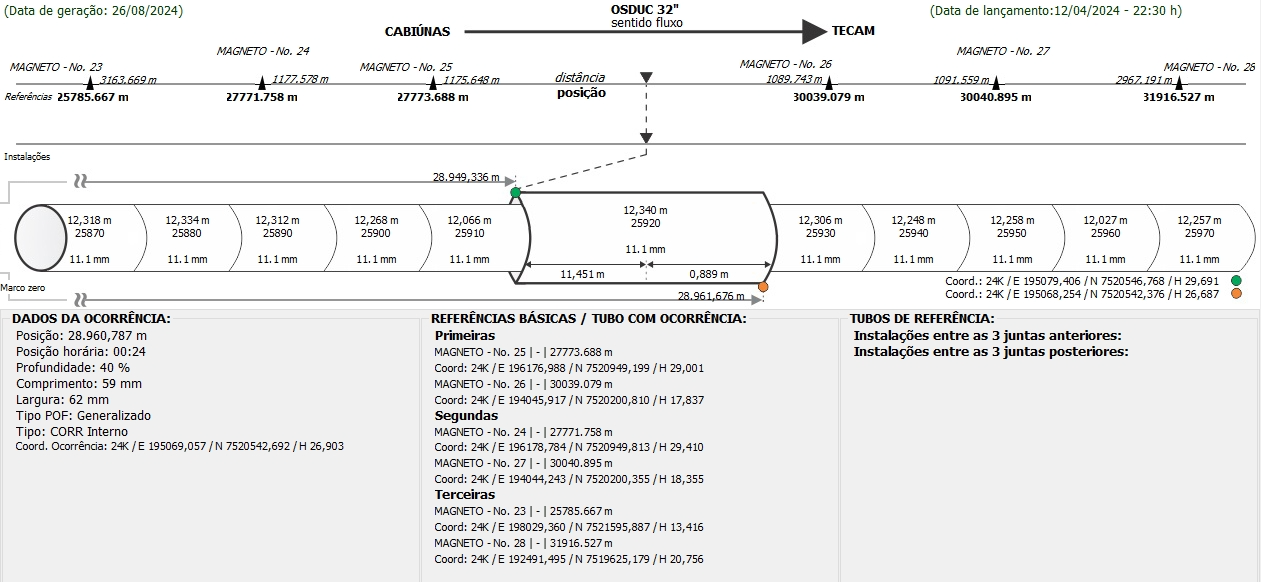 (Data de geração: 26/08/2024)
OSDUC 32"
sentido fluxo
(Data de lançamento:12/04/2024 - 22:30 h)
CABIÚNAS
TECAM
MAGNETO - No. 23
MAGNETO - No. 24
MAGNETO - No. 25
MAGNETO - No. 26
MAGNETO - No. 27
MAGNETO - No. 28
3163,669 m
1177.578 m
1175.648 m
distância
1089.743 m
1091.559 m
2967.191 m
Referências
25785.667 m
27771.758 m
27773.688 m
posição
30039.079 m
30040.895 m
31916.527 m
Instalações
28.949,336 m
12,318 m
25870
11.1 mm
12,334 m
25880
11.1 mm
12,312 m
25890
11.1 mm
12,268 m
25900
11.1 mm
12,066 m
25910
11.1 mm
12,340 m
25920
11.1 mm
11,451 m
0,889 m
12,306 m
25930
11.1 mm
12,248 m
25940
11.1 mm
12,258 m
25950
11.1 mm
12,027 m
25960
11.1 mm
12,257 m
25970
11.1 mm
Marco zero
28.961,676 m
Coord.: 24K / E 195079,406 / N 7520546,768 / H 29,691
Coord.: 24K / E 195068,254 / N 7520542,376 / H 26,687
DADOS DA OCORRÊNCIA:
Posição: 28.960,787 m
Posição horária: 00:24
Profundidade: 40 %
Comprimento: 59 mm
Largura: 62 mm
Tipo POF: Generalizado
Tipo: CORR Interno
Coord. Ocorrência: 24K / E 195069,057 / N 7520542,692 / H 26,903
REFERÊNCIAS BÁSICAS / TUBO COM OCORRÊNCIA:
Primeiras
MAGNETO - No. 25 | - | 27773.688 m
Coord: 24K / E 196176,988 / N 7520949,199 / H 29,001
MAGNETO - No. 26 | - | 30039.079 m
Coord: 24K / E 194045,917 / N 7520200,810 / H 17,837
Segundas
MAGNETO - No. 24 | - | 27771.758 m
Coord: 24K / E 196178,784 / N 7520949,813 / H 29,410
MAGNETO - No. 27 | - | 30040.895 m
Coord: 24K / E 194044,243 / N 7520200,355 / H 18,355
Terceiras
MAGNETO - No. 23 | - | 25785.667 m
Coord: 24K / E 198029,360 / N 7521595,887 / H 13,416
MAGNETO - No. 28 | - | 31916.527 m
Coord: 24K / E 192491,495 / N 7519625,179 / H 20,756
TUBOS DE REFERÊNCIA:
Instalações entre as 3 juntas anteriores:
Instalações entre as 3 juntas posteriores: